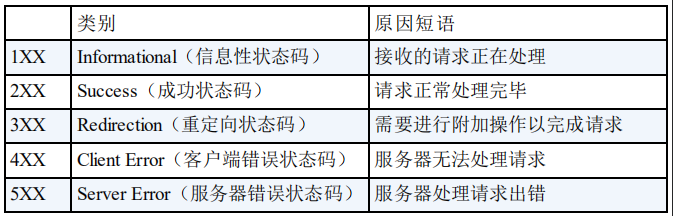 类别 原因短语
1XX Informational（信息性状态码） 接收的请求正在处理
2XX Success（成功状态码） 请求正常处理完毕
3XX Redirection（重定向状态码） 需要进行附加操作以完成请求
4XX Client Error（客户端错误状态码） 服务器无法处理请求
5XX Server Error（服务器错误状态码） 服务器处理请求出错